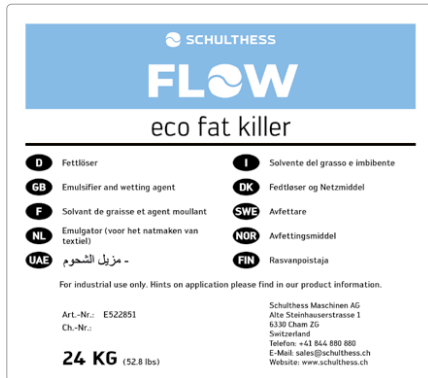 SCHULTHESS
FLOW
eco fat killer
D Fettlöser
I Solvente del grasso e imbibente
GB Emulsifier and wetting agent
DK Fedtløser og Netzmiddel
F Solvant de graisse et agent moullant
SWE Avfettare
NL Emulgator (voor het natmaken van
textiel)
NOR Avfettingsmiddel
UAE مزيل الشحوم -
FIN Rasvanpoistaja
For industrial use only. Hints on application please find in our product information.
Art.-Nr.: E522851
Ch.-Nr.:
24 KG (52.8 lbs)
Schulthess Maschinen AG
Alte Steinhauserstrasse 1
6330 Cham ZG
Switzerland
Telefon: +41 844 880 880
E-Mail: sales@schulthess.ch
Website: www.schulthess.ch